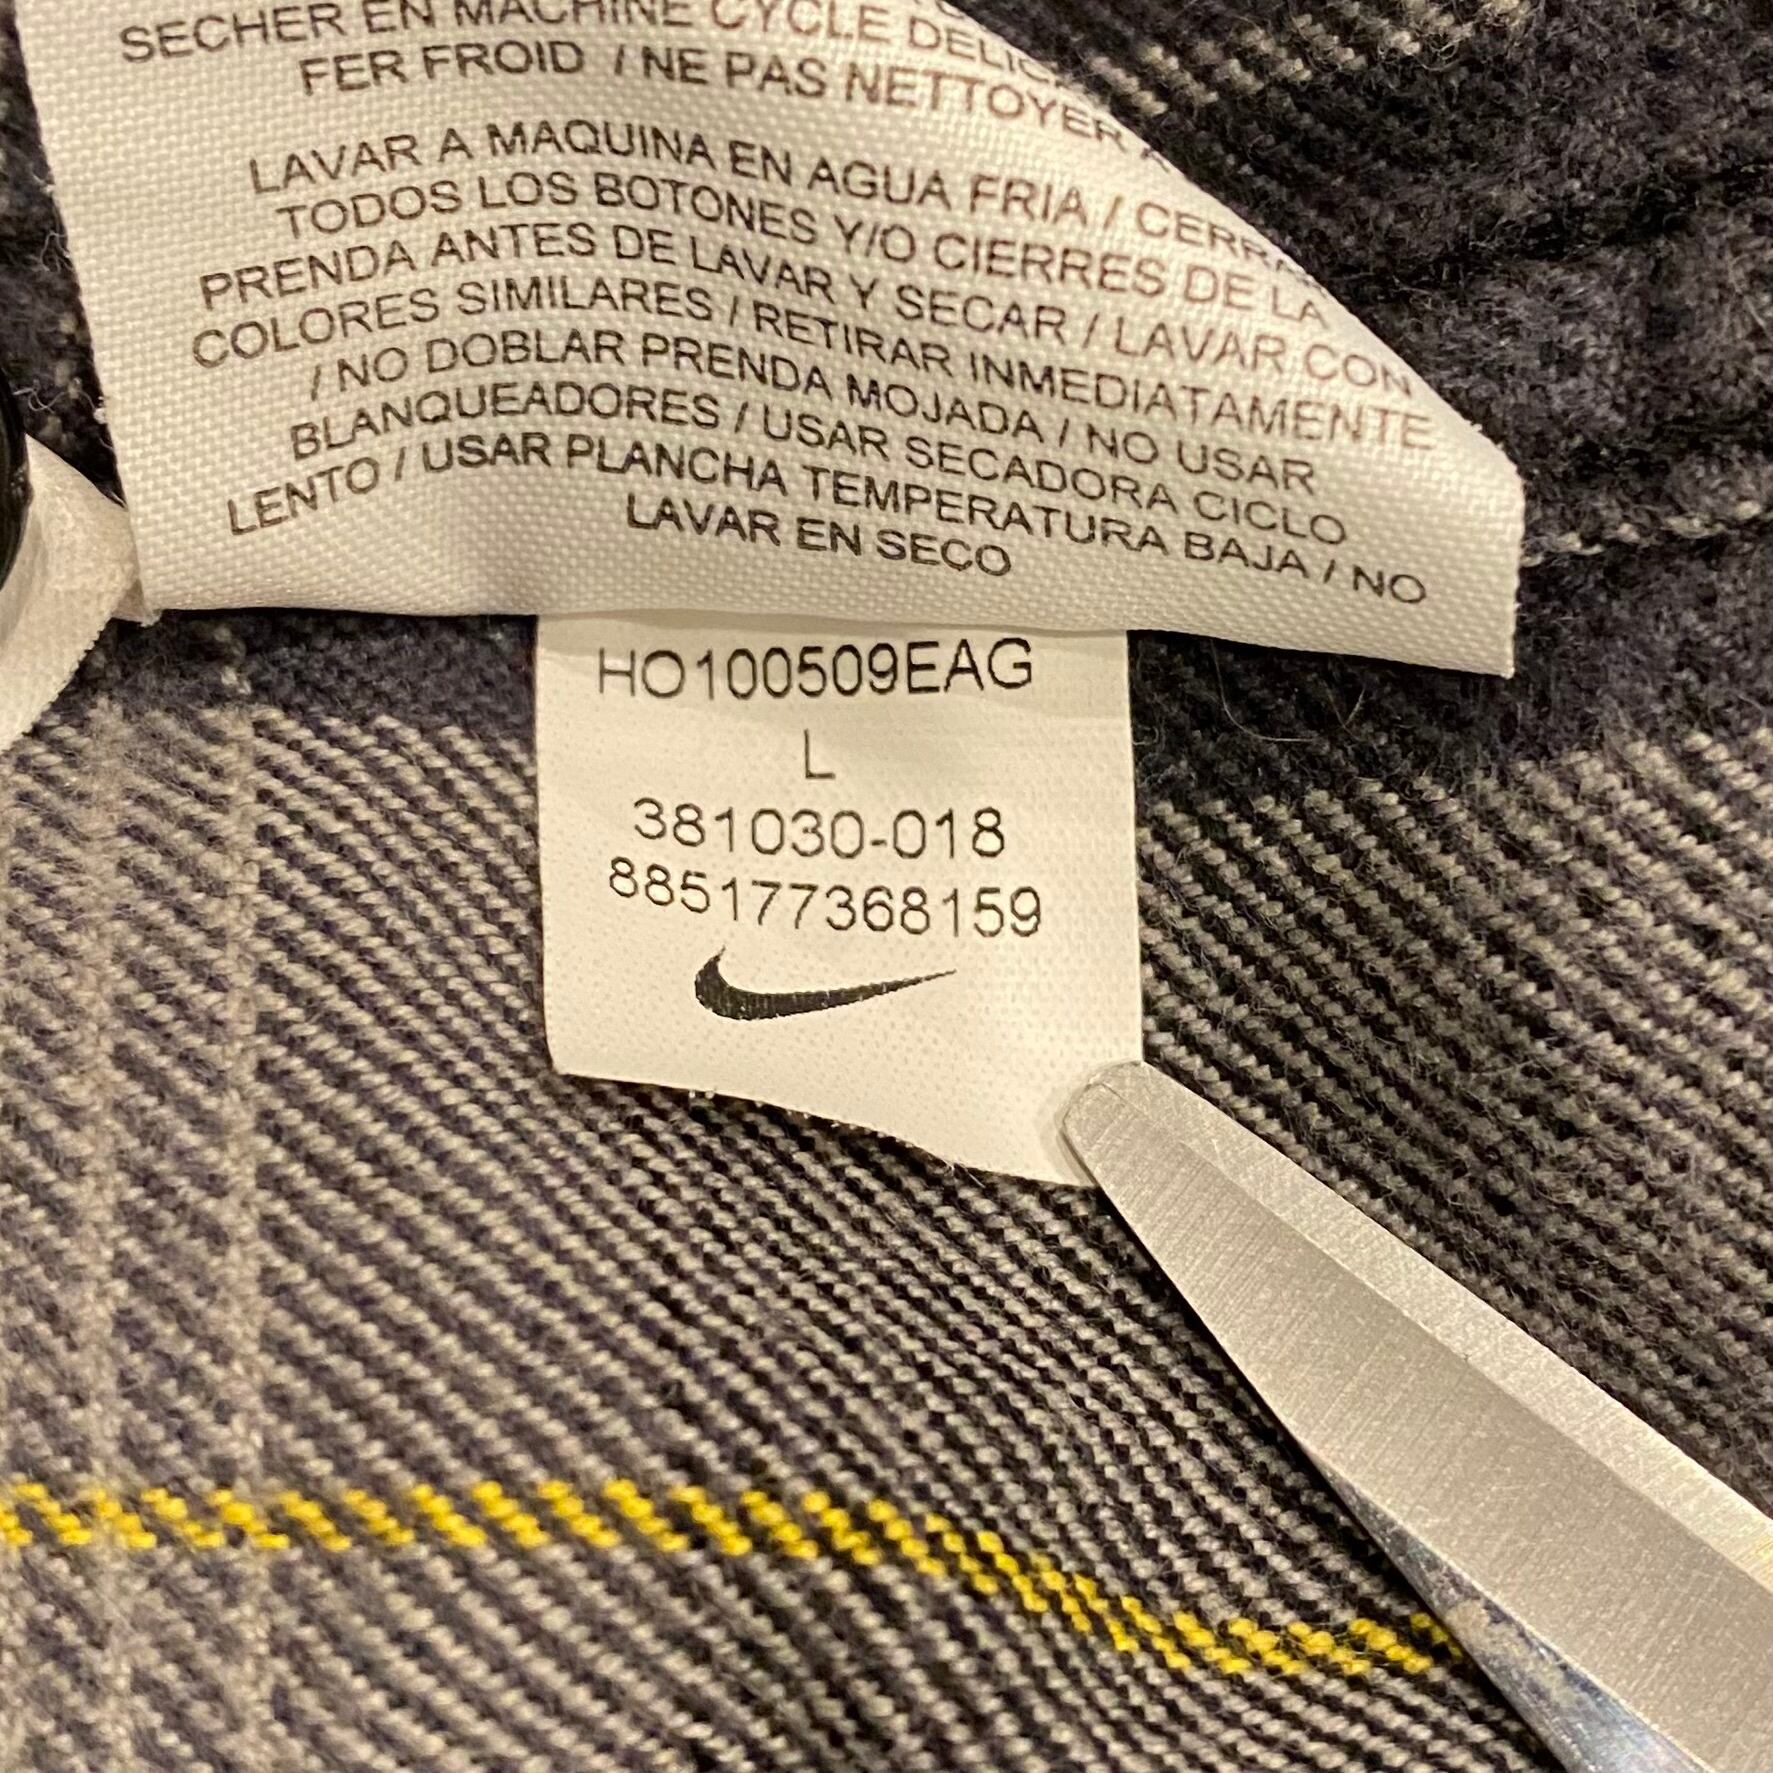 SECHER EN MACHINE CYCLE
FER FROID / NE PAS NETTOYER
LAVAR A MAQUINA EN AGUA FRIA /
TODOS LOS BOTONES Y/O CIERRES DE LA
PRENDA ANTES DE LAVAR Y SECAR / LAVAR CON
COLORES SIMILARES / RETIRAR INMEDIATAMENTE
/ NO DOBLAR PRENDA MOJADA / NO USAR
BLANQUEADORES / USAR SECADORA CICLO
LENTO / USAR PLANCHA TEMPERATURA BAJA / NO
LAVAR EN SECO
HO100509EAG
L
381030-018
885177368159